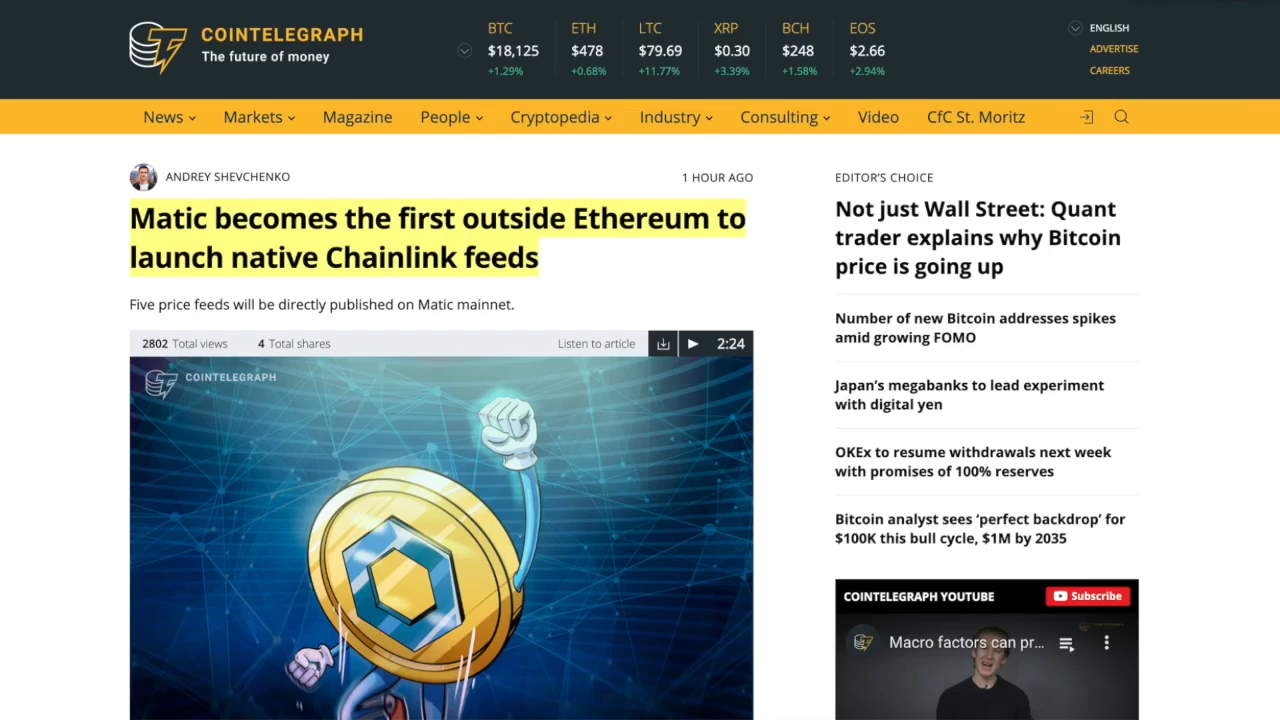 COINTELEGRAPH
The future of money
BTC
$18,125
+1.29%
ETH
$478
+0.68%
LTC
$79.69
+11.77%
XRP
$0.30
+3.39%
BCH
$248
+1.58%
EOS
$2.66
+2.94%
ENGLISH
ADVERTISE
CAREERS
News Markets Magazine People Cryptopedia Industry Consulting Video CfC St. Moritz
ANDREY SHEVCHENKO 1 HOUR AGO
Matic becomes the first outside Ethereum to
launch native Chainlink feeds
Five price feeds will be directly published on Matic mainnet.
2802 Total views 4 Total shares Listen to article 2:24
COINTELEGRAPH
EDITOR'S CHOICE
Not just Wall Street: Quant
trader explains why Bitcoin
price is going up
Number of new Bitcoin addresses spikes
amid growing FOMO
Japan’s megabanks to lead experiment
with digital yen
OKEx to resume withdrawals next week
with promises of 100% reserves
Bitcoin analyst sees ‘perfect backdrop’ for
$100K this bull cycle, $1M by 2035
COINTELEGRAPH YOUTUBE Subscribe
Macro factors can pr...